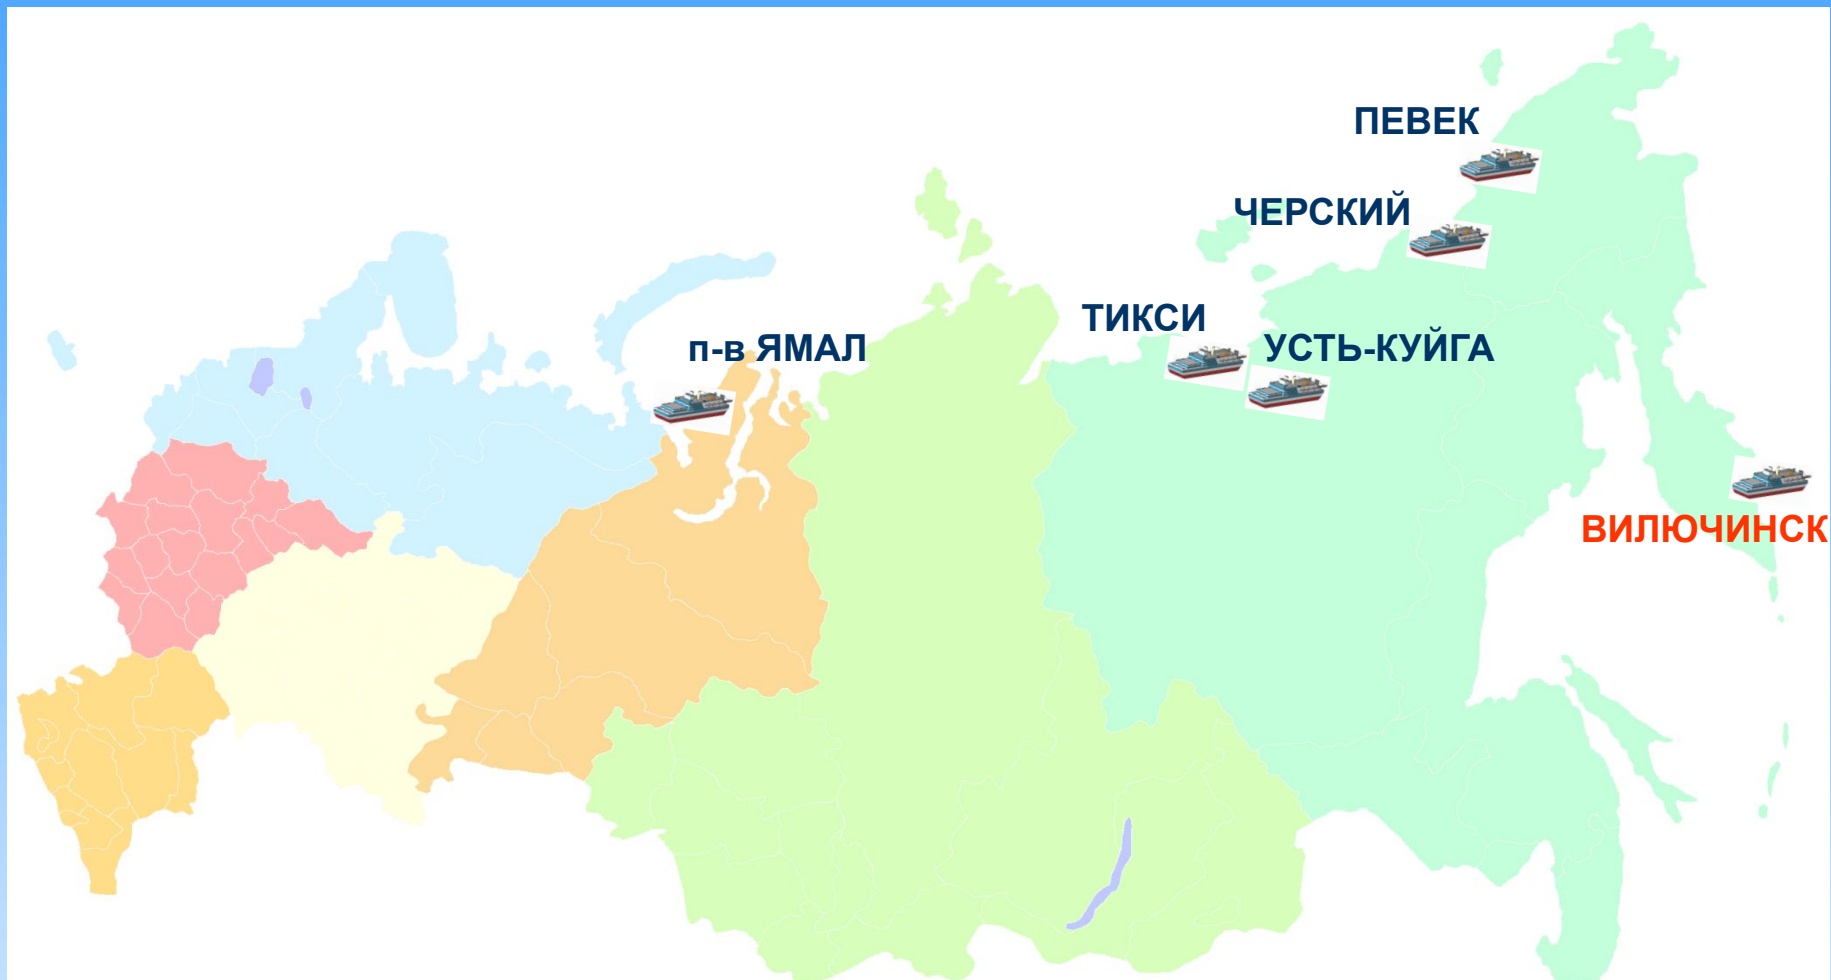 ПЕВЕК
ЧЕРСКИЙ
ТИКСИ
п-в ЯМАЛ
УСТЬ-КУЙГА
ВИЛЮЧИНСК